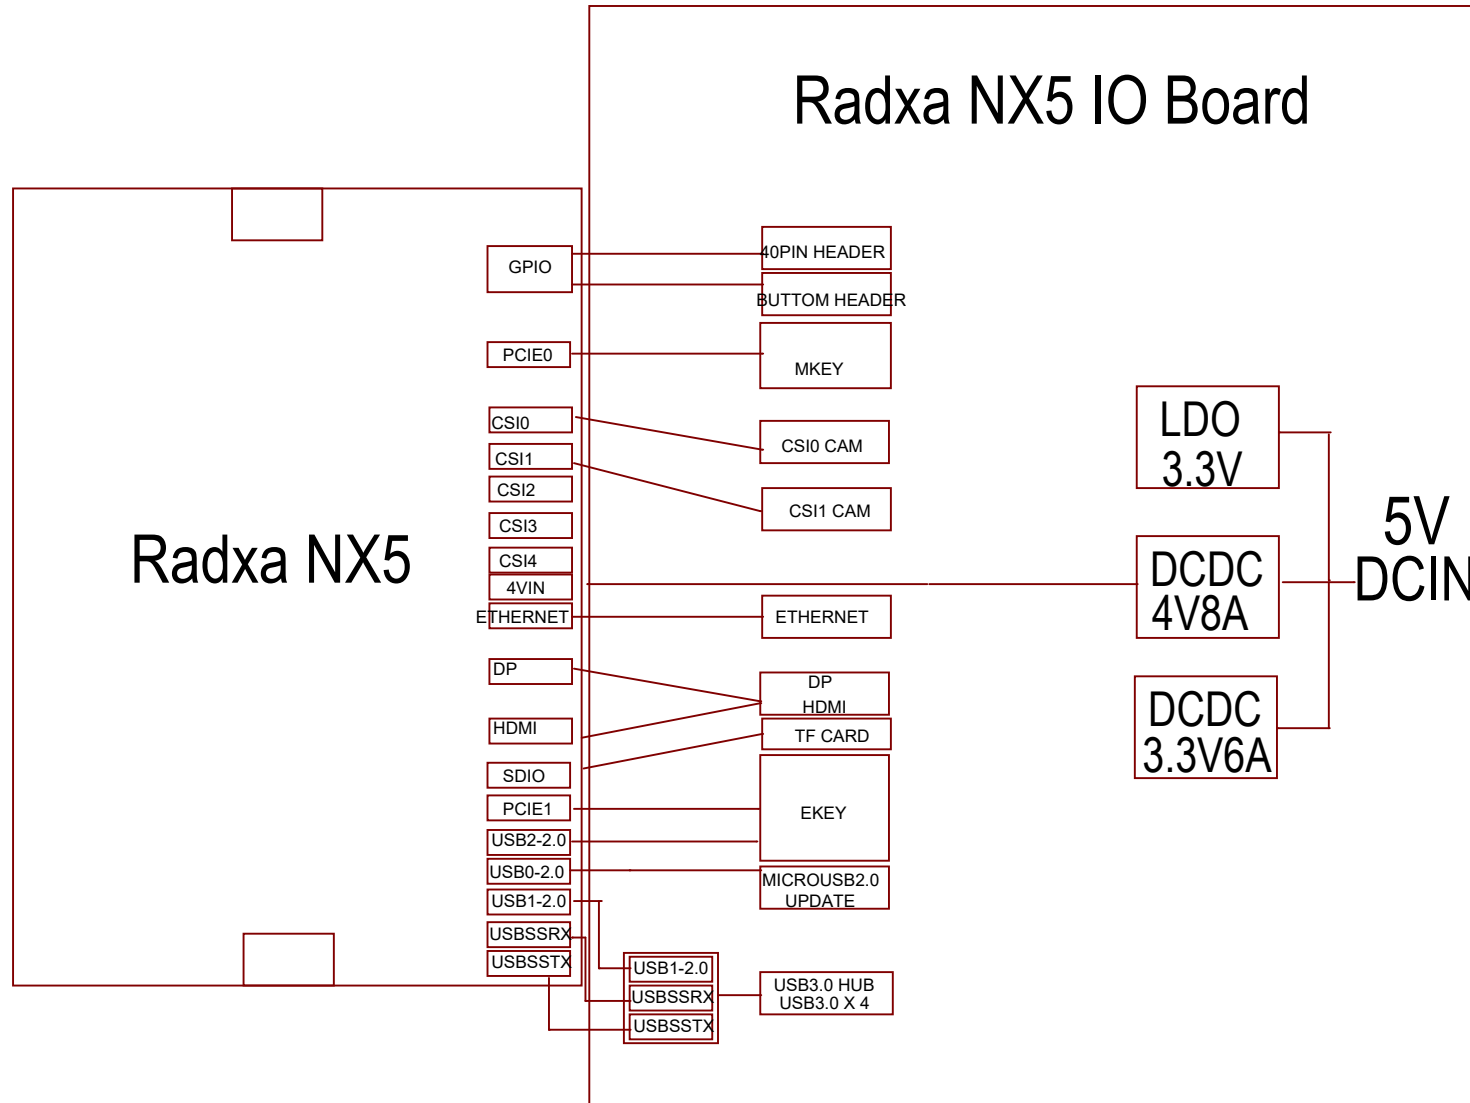 Radxa NX5 IO Board
Radxa NX5
GPIO
PCIE0
CSI0
CSI1
CSI2
CSI3
CSI4
4VIN
ETHERNET
DP
HDMI
SDIO
PCIE1
USB2-2.0
USB0-2.0
USB1-2.0
USBSSRX
USBSSTX
USB1-2.0
USBSSRX
USBSSTX
40PIN HEADER
BUTTOM HEADER
MKEY
CSI0 CAM
CSI1 CAM
ETHERNET
DP
HDMI
TF CARD
EKEY
MICROUSB2.0
UPDATE
USB3.0 HUB
USB3.0 X 4
LDO
3.3V
DCDC
4V8A
DCDC
3.3V6A
5V
DCIN